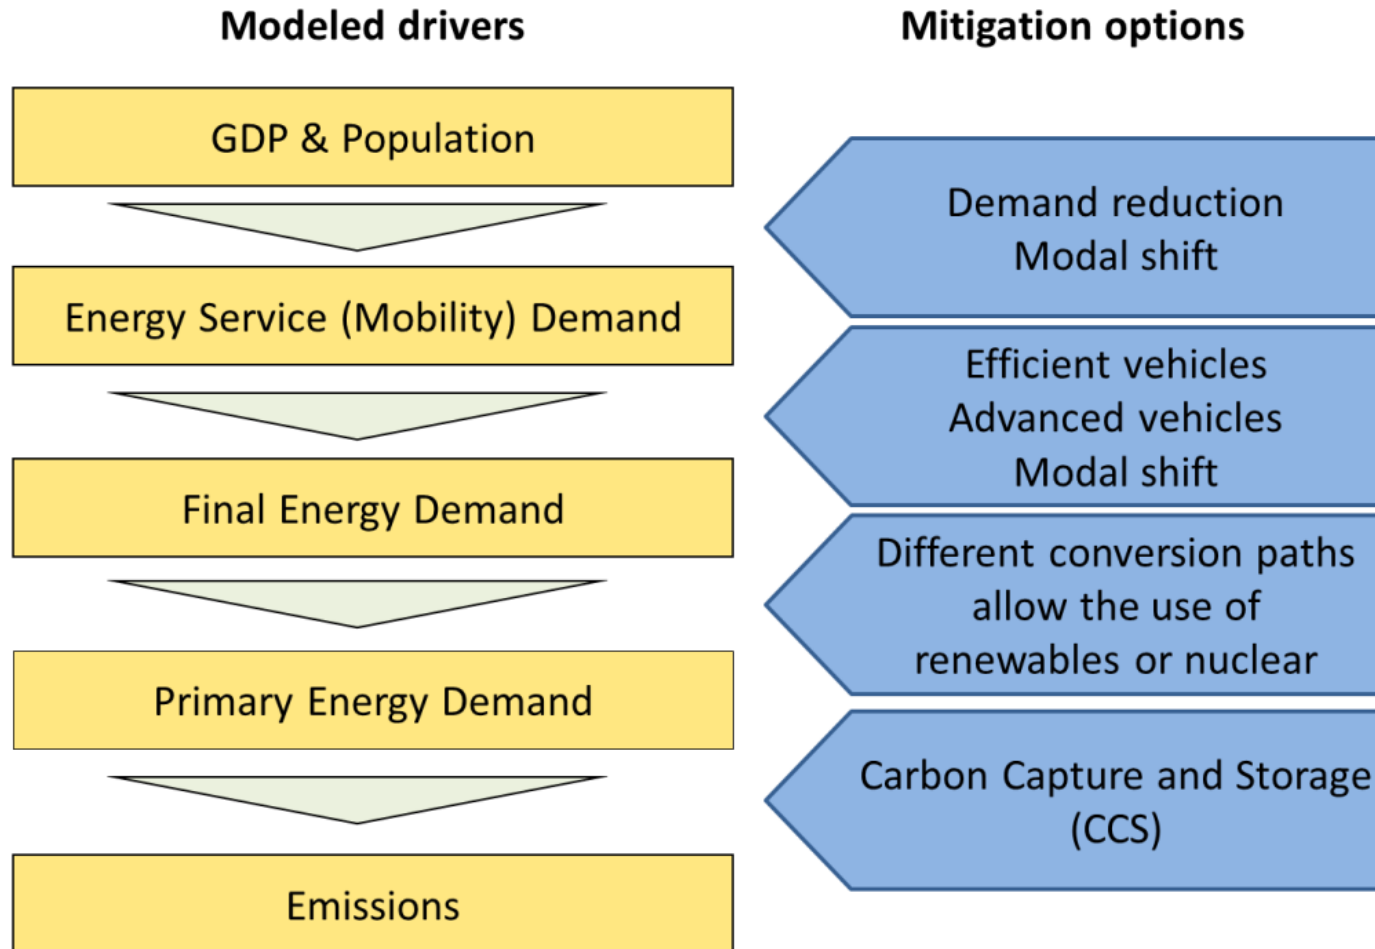 Modeled drivers
Mitigation options
GDP & Population
Demand reduction
Modal shift
Energy Service (Mobility) Demand
Efficient vehicles
Advanced vehicles
Modal shift
Final Energy Demand
Different conversion paths
allow the use of
renewables or nuclear
Primary Energy Demand
Carbon Capture and Storage
(CCS)
Emissions